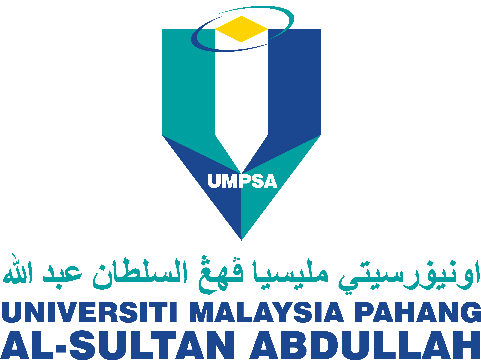 UMPSA
اونيۏرسيتي مليسيا ڤهڠ السلطان عبد الله
UNIVERSITI MALAYSIA PAHANG
AL-SULTAN ABDULLAH